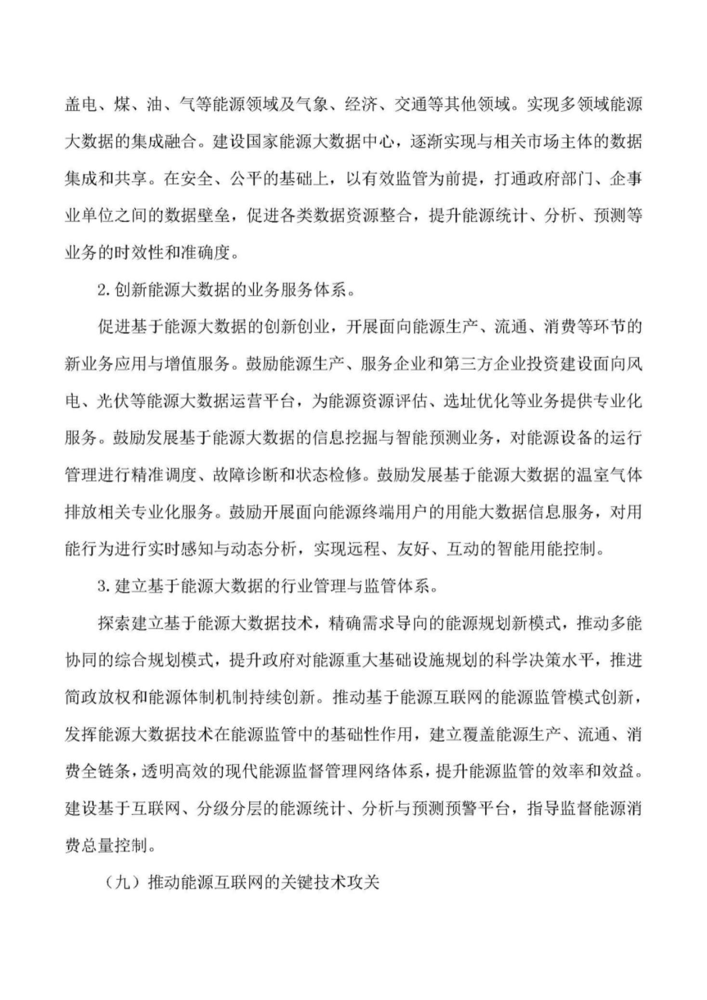 盖电、煤、油、气等能源领域及气象、经济、交通等其他领域。实现多领域能源
大数据的集成融合。建设国家能源大数据中心，逐渐实现与相关市场主体的数据
集成和共享。在安全、公平的基础上，以有效监管为前提，打通政府部门、企事
业单位之间的数据壁垒，促进各类数据资源整合，提升能源统计、分析、预测等
业务的时效性和准确度。
2.创新能源大数据的业务服务体系。
促进基于能源大数据的创新创业，开展面向能源生产、流通、消费等环节的
新业务应用与增值服务。鼓励能源生产、服务企业和第三方企业投资建设面向风
电、光伏等能源大数据运营平台，为能源资源评估、选址优化等业务提供专业化
服务。鼓励发展基于能源大数据的信息挖掘与智能预测业务，对能源设备的运行
管理进行精准调度、故障诊断和状态检修。鼓励发展基于能源大数据的温室气体
排放相关专业化服务。鼓励开展面向能源终端用户的用能大数据信息服务，对用
能行为进行实时感知与动态分析，实现远程、友好、互动的智能用能控制。
3.建立基于能源大数据的行业管理与监管体系。
探索建立基于能源大数据技术，精确需求导向的能源规划新模式，推动多能
协同的综合规划模式，提升政府对能源重大基础设施规划的科学决策水平，推进
简政放权和能源体制机制持续创新。推动基于能源互联网的能源监管模式创新，
发挥能源大数据技术在能源监管中的基础性作用，建立覆盖能源生产、流通、消
费全链条，透明高效的现代能源监督管理网络体系，提升能源监管的效率和效益。
建设基于互联网、分级分层的能源统计、分析与预测预警平台，指导监督能源消
费总量控制。
（九）推动能源互联网的关键技术攻关